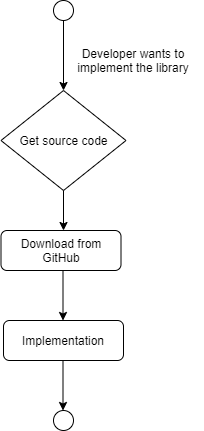 Developer wants to
implement the library
Get source code
Download from
GitHub
Implementation